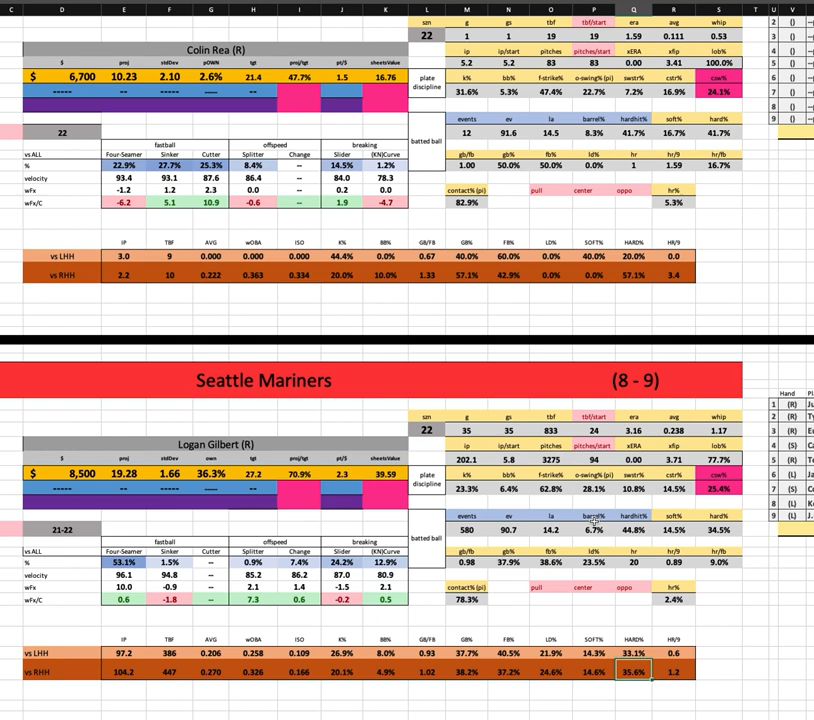 C D E F G H I J K L M N O P Q R S T U V
szn g gs tbf tbf/start era avg whip 2 ()
22 1 1 19 19 1.59 0.111 0.53 3 ()
ip ip/start pitches pitches/start xERA xfip lob% 4 ()
Colin Rea (R) 5.2 5.2 83 83 0.00 3.41 100.0% 5 ()
$ proj stdDev pOWN tgt proj/tgt pt/$ sheetsValue
$ 6,700 10.23 2.10 2.6% 21.4 47.7% 1.5 16.76 plate discipline k% bb% f-strike% o-swing% (pi) swstr% cstr% csw% 6 ()
----- ---- --- -- 31.6% 5.3% 47.4% 22.7% 7.2% 16.9% 24.1% 7 ()
8 ()
events ev la barrel% hardhit% soft% hard% 9 ()
22 batted ball 12 91.6 14.5 8.3% 41.7% 16.7% 41.7%
fastball offspeed breaking
vs ALL Four-Seamer Sinker Cutter Splitter Change Slider (KN)Curve gb/fb gb% fb% ld% hr hr/9 hr/fb
% 22.9% 27.7% 25.3% 8.4% -- 14.5% 1.2% 1.00 50.0% 50.0% 0.0% 1 1.59 16.7%
velocity 93.4 93.1 87.6 86.4 -- 84.0 78.3
wFx -1.2 1.2 2.3 0.0 -- 0.2 0.0 contact% (pi) pull center oppo hr%
wFx/C -6.2 5.1 10.9 -0.6 -- 1.9 -4.7 82.9% 5.3%
IP TBF AVG wOBA ISO K% BB% GB/FB GB% FB% LD% SOFT% HARD% HR/9
vs LHH 3.0 9 0.000 0.000 0.000 44.4% 0.0% 0.67 40.0% 60.0% 0.0% 40.0% 20.0% 0.0
vs RHH 2.2 10 0.222 0.363 0.334 20.0% 10.0% 1.33 57.1% 42.9% 0.0% 0.0% 57.1% 3.4
Seattle Mariners (8 - 9)
Hand
1 (R)
szn g gs tbf tbf/start era avg whip 2 (R)
22 35 35 833 24 3.16 0.238 1.17 3 (R)
Logan Gilbert (R) ip ip/start pitches pitches/start xERA xfip lob% 4 (S)
$ proj stdDev own tgt proj/tgt pt/$ sheetsValue 202.1 5.5 3275 94 0.00 3.71 77.7% 5 (R)
$ 8,500 19.28 1.66 36.3% 27.2 70.9% 2.3 39.59 plate discipline k% bb% f-strike% o-swing% (pi) swstr% cstr% csw% 6 (L)
----- ---- --- -- 23.3% 6.4% 62.8% 28.1% 10.8% 14.5% 25.4% 7 (S)
8 (L)
events ev la barrel% hardhit% soft% hard% 9 (L)
21-22 batted ball 580 90.7 14.2 6.7% 44.8% 14.5% 34.5%
fastball offspeed breaking
vs ALL Four-Seamer Sinker Cutter Splitter Change Slider (KN)Curve gb/fb gb% fb% ld% hr hr/9 hr/fb
% 53.1% 1.5% -- 0.9% 7.4% 24.2% 12.9% 0.98 37.9% 38.6% 23.5% 20 0.89 9.0%
velocity 96.1 94.8 -- 85.2 86.2 87.0 80.9
wFx 10.0 -0.9 -- 2.1 1.4 -1.5 2.1 contact% (pi) pull center oppo hr%
wFx/C 0.6 -1.8 -- 7.3 0.6 -0.2 0.5 78.3% 2.4%
IP TBF AVG wOBA ISO K% BB% GB/FB GB% FB% LD% SOFT% HARD% HR/9
vs LHH 97.2 386 0.206 0.258 0.109 26.9% 8.0% 0.93 37.7% 40.5% 21.9% 14.3% 33.1% 0.6
vs RHH 104.2 447 0.270 0.326 0.166 20.1% 4.9% 1.02 38.2% 37.2% 24.6% 14.6% 35.6% 1.2